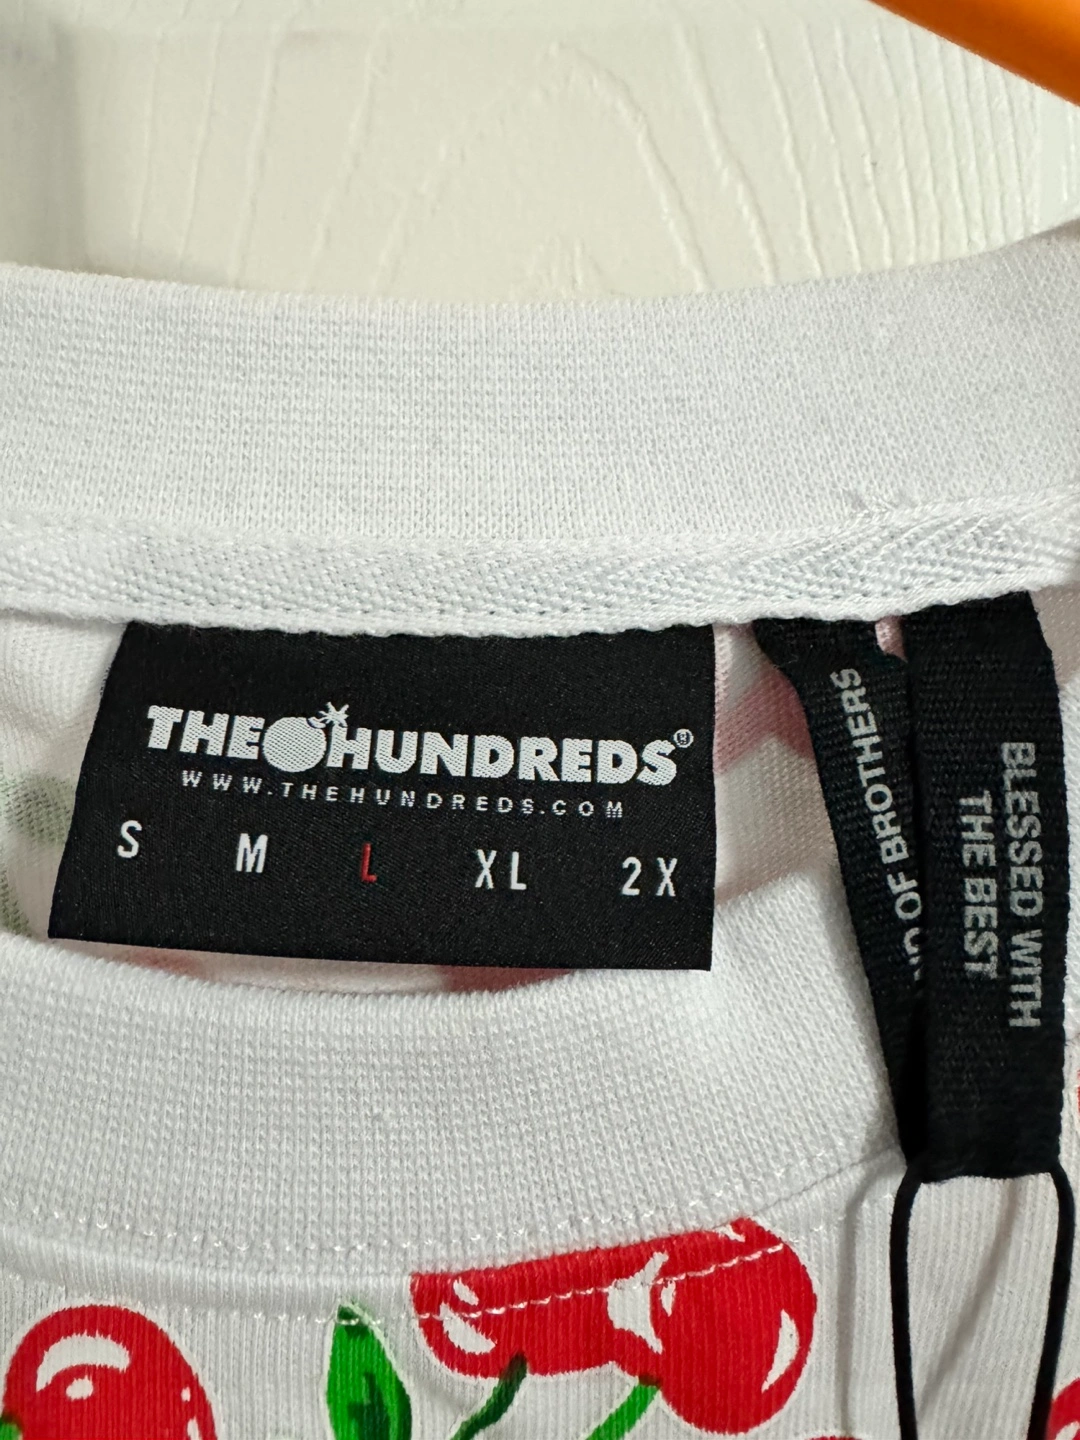 THE HUNDREDS®
WWW.THEHUNDREDS.COM
S M L XL 2X
OF BROTHERS
BLESSED WITH
THE BEST